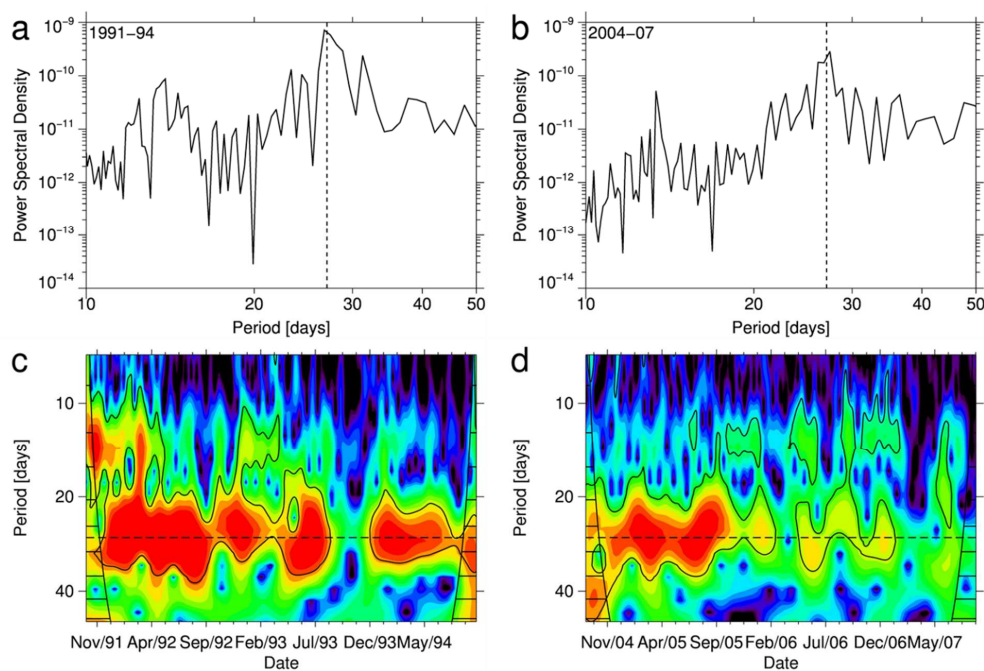 a
1991–94
10⁻⁹
10⁻¹⁰
10⁻¹¹
10⁻¹²
10⁻¹³
10⁻¹⁴
Power Spectral Density
10 20 30 40 50
Period [days]
b
2004–07
10⁻⁹
10⁻¹⁰
10⁻¹¹
10⁻¹²
10⁻¹³
10⁻¹⁴
Power Spectral Density
10 20 30 40 50
Period [days]
c
10
20
40
Period [days]
Nov/91 Apr/92 Sep/92 Feb/93 Jul/93 Dec/93 May/94
Date
d
10
20
40
Period [days]
Nov/04 Apr/05 Sep/05 Feb/06 Jul/06 Dec/06 May/07
Date